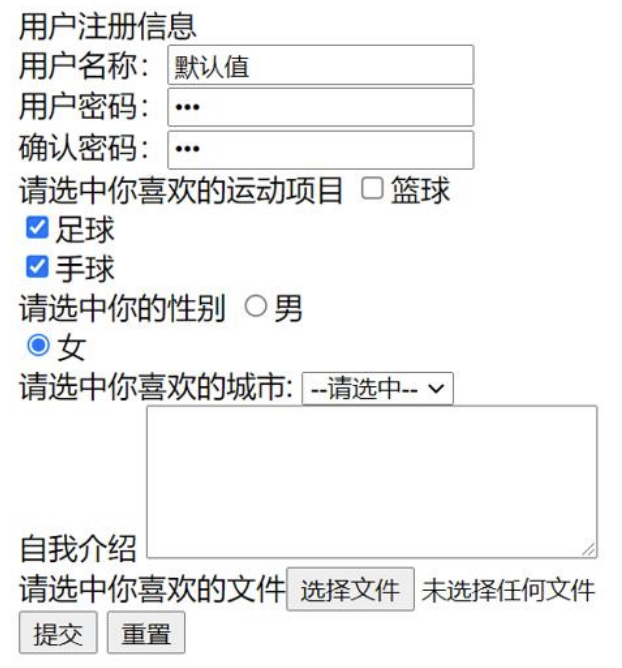 用户注册信息
用户名称：默认值
用户密码：•••
确认密码：•••
请选中你喜欢的运动项目 篮球
足球
手球
请选中你的性别 男
女
请选中你喜欢的城市: --请选中--
自我介绍
请选中你喜欢的文件 选择文件 未选择任何文件
提交 重置